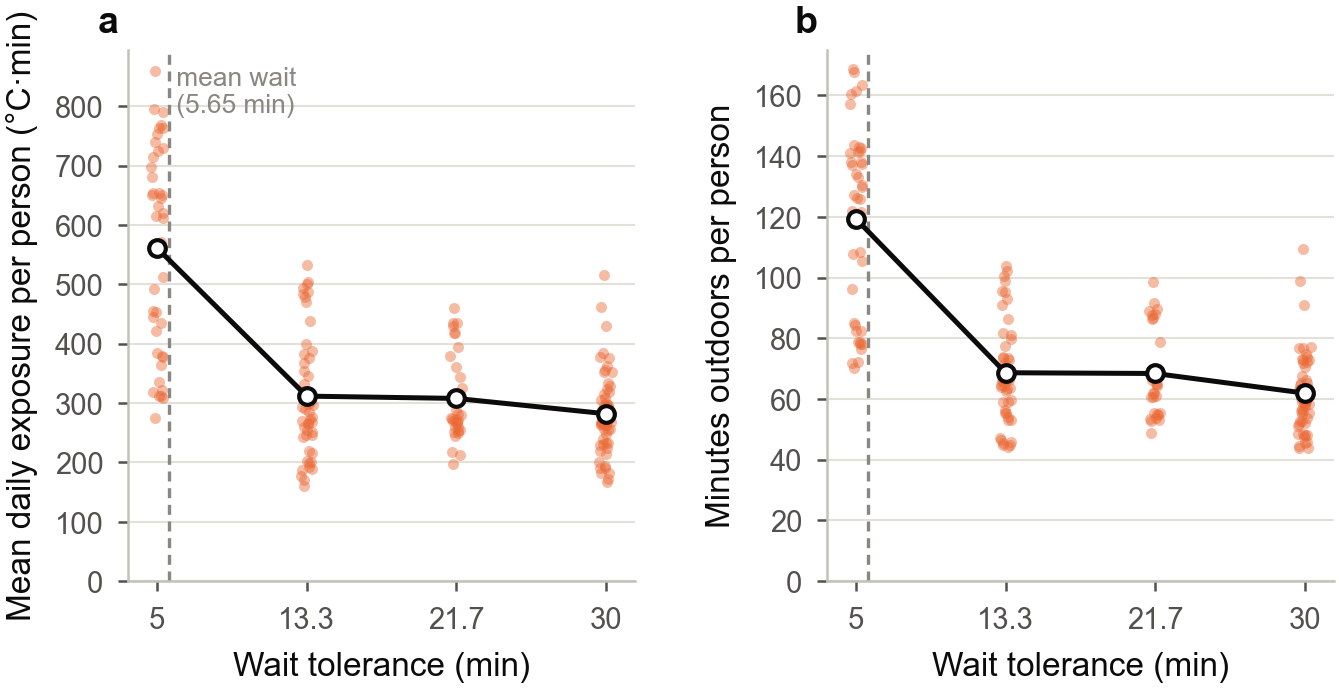 a
Mean daily exposure per person (°C·min)
mean wait
(5.65 min)
800
700
600
500
400
300
200
100
0
5 13.3 21.7 30
Wait tolerance (min)
b
Minutes outdoors per person
160
140
120
100
80
60
40
20
0
5 13.3 21.7 30
Wait tolerance (min)